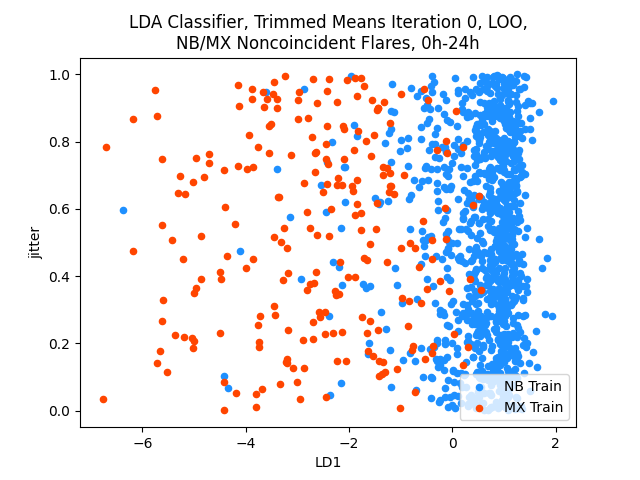 LDA Classifier, Trimmed Means Iteration 0, LOO,
NB/MX Noncoincident Flares, 0h-24h
1.0
0.8
0.6
0.4
0.2
0.0
jitter
−6
−4
−2
0
2
LD1
NB Train
MX Train